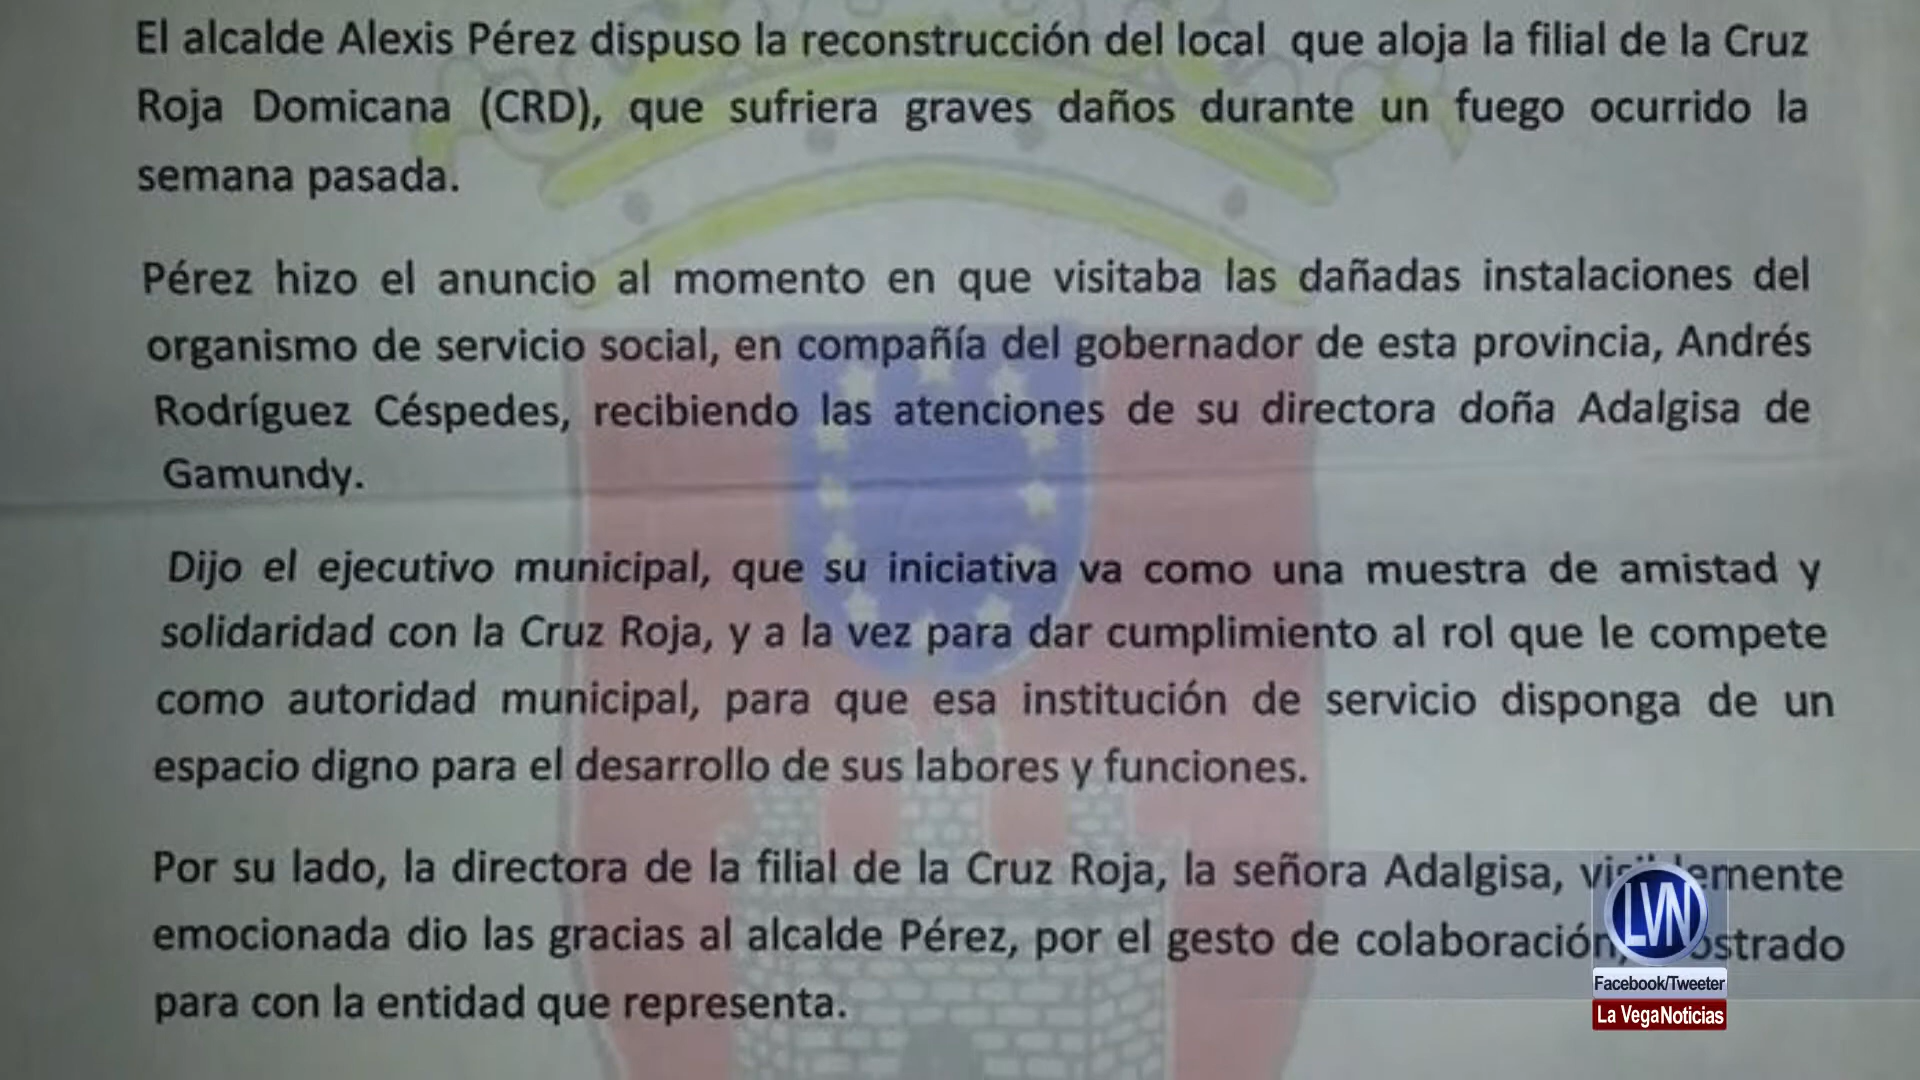 El alcalde Alexis Pérez dispuso la reconstrucción del local que aloja la filial de la Cruz
Roja Domicana (CRD), que sufriera graves daños durante un fuego ocurrido la
semana pasada.
Pérez hizo el anuncio al momento en que visitaba las dañadas instalaciones del
organismo de servicio social, en compañía del gobernador de esta provincia, Andrés
Rodríguez Céspedes, recibiendo las atenciones de su directora doña Adalgisa de
Gamundy.
Dijo el ejecutivo municipal, que su iniciativa va como una muestra de amistad y
solidaridad con la Cruz Roja, y a la vez para dar cumplimiento al rol que le compete
como autoridad municipal, para que esa institución de servicio disponga de un
espacio digno para el desarrollo de sus labores y funciones.
Por su lado, la directora de la filial de la Cruz Roja, la señora Adalgisa,
emocionada dio las gracias al alcalde Pérez, por el gesto de colaboración,
para con la entidad que representa.
LVN
Facebook/Tweeter
La VegaNoticias